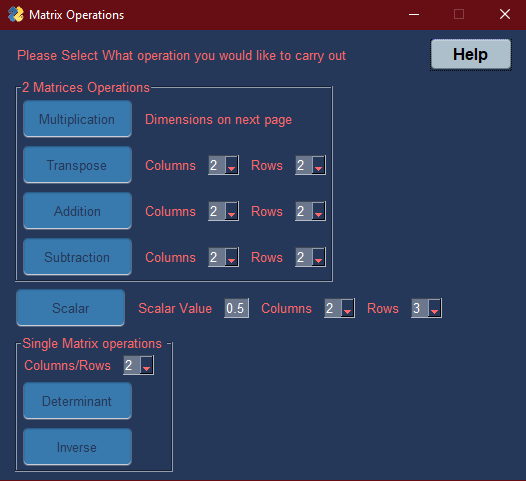 Matrix Operations
Please Select What operation you would like to carry out
Help
2 Matrices Operations
Multiplication Dimensions on next page
Transpose Columns 2 Rows 2
Addition Columns 2 Rows 2
Subtraction Columns 2 Rows 2
Scalar Scalar Value 0.5 Columns 2 Rows 3
Single Matrix operations
Columns/Rows 2
Determinant
Inverse